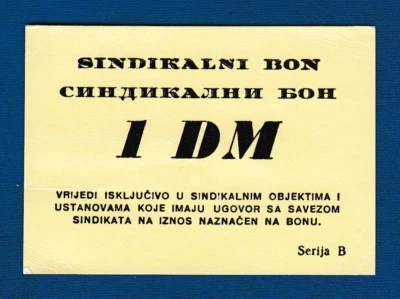 SINDIKALNI BON
СИНДИКАЛНИ БОН
1 DM
VRIJEDI ISKLJUČIVO U SINDIKALNIM OBJEKTIMA I
USTANOVAMA KOJE IMAJU UGOVOR SA SAVEZOM
SINDIKATA NA IZNOS NAZNAČEN NA BONU.
Serija B